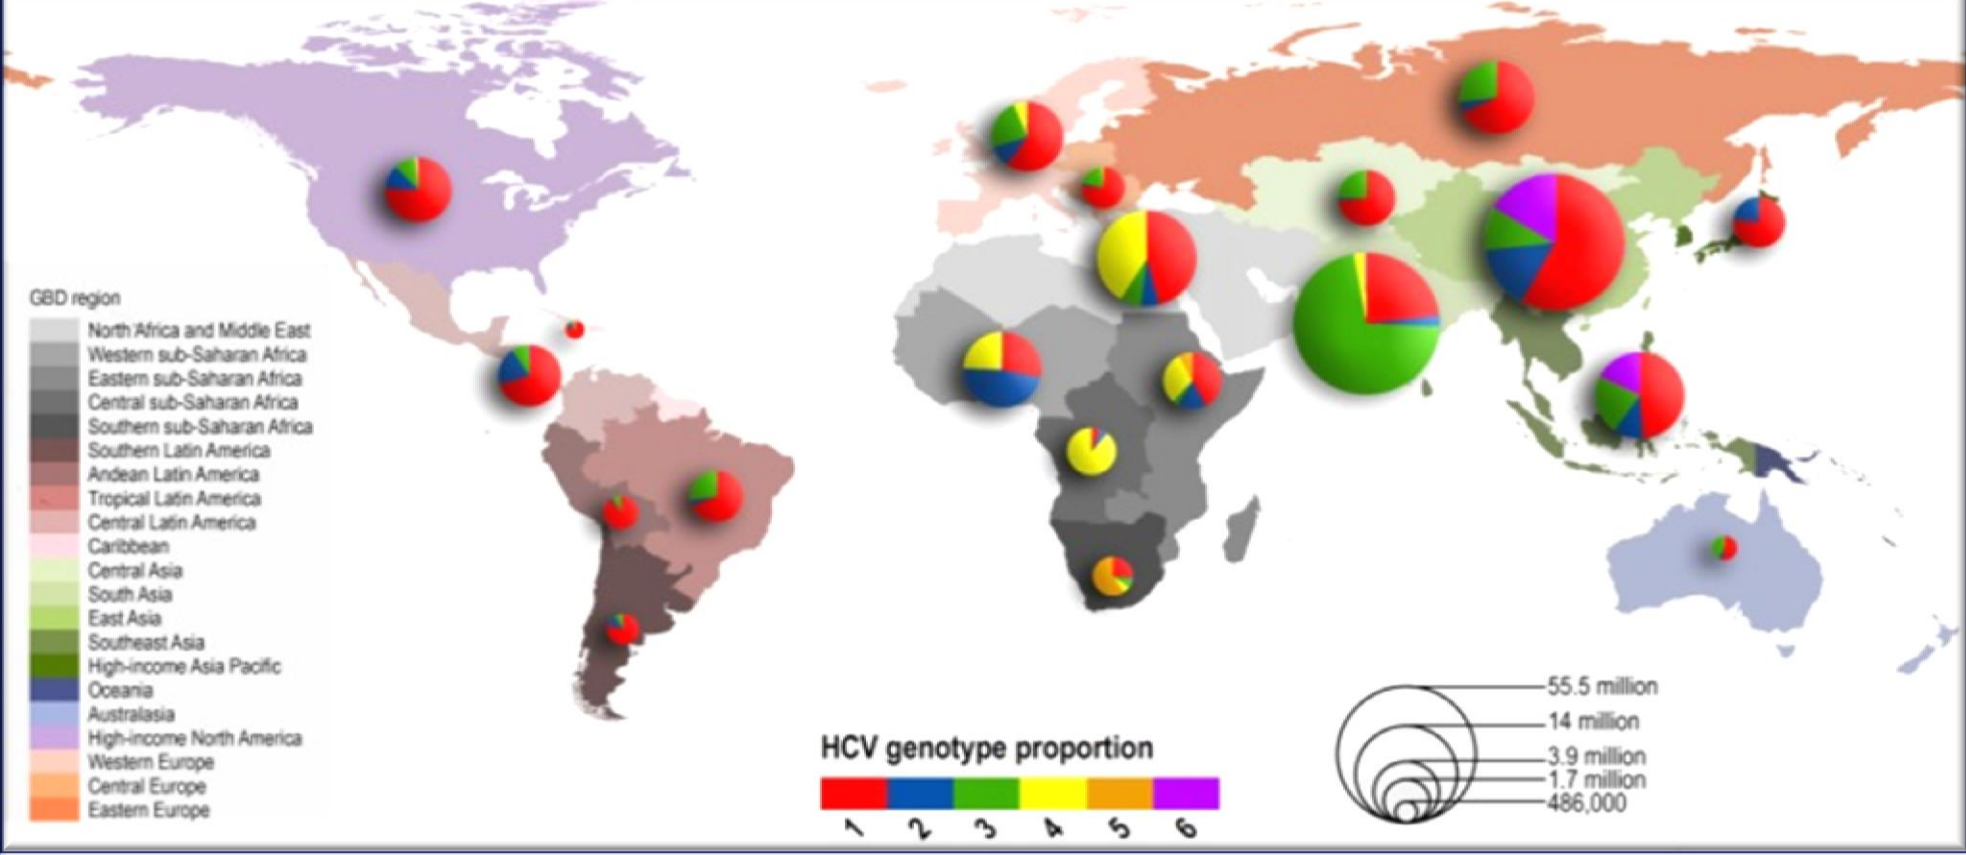 GBD region
North Africa and Middle East
Western sub-Saharan Africa
Eastern sub-Saharan Africa
Central sub-Saharan Africa
Southern sub-Saharan Africa
Southern Latin America
Andean Latin America
Tropical Latin America
Central Latin America
Caribbean
Central Asia
South Asia
East Asia
Southeast Asia
High-income Asia Pacific
Oceania
Australasia
High-income North America
Western Europe
Central Europe
Eastern Europe
HCV genotype proportion
1 2 3 4 5 6
55.5 million
14 million
3.9 million
1.7 million
486,000